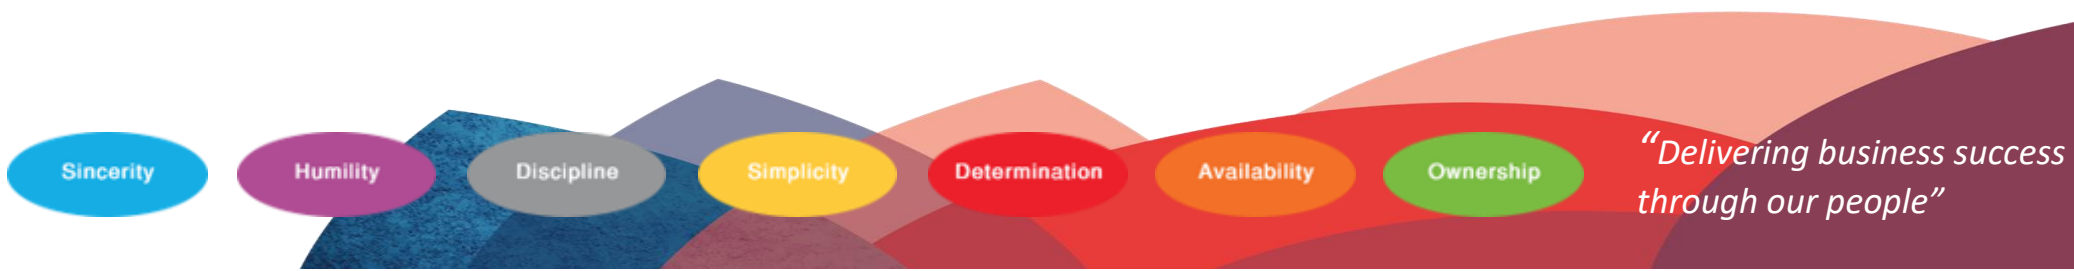 Sincerity
Humility
Discipline
Simplicity
Determination
Availability
Ownership
“Delivering business success
through our people”